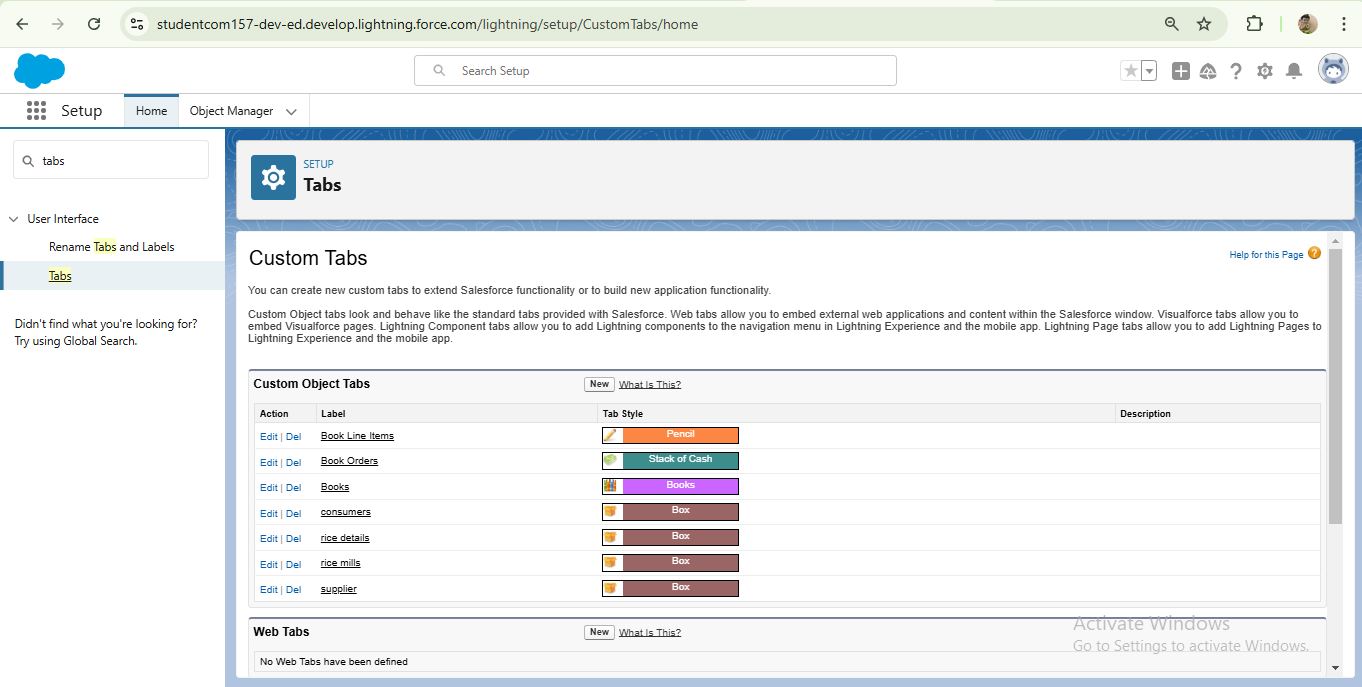 studentcom157-dev-ed.develop.lightning.force.com/lightning/setup/CustomTabs/home
Search Setup
Setup
Home
Object Manager
tabs
User Interface
Rename Tabs and Labels
Tabs
Didn't find what you're looking for?
Try using Global Search.
SETUP
Tabs
Custom Tabs
Help for this Page
You can create new custom tabs to extend Salesforce functionality or to build new application functionality.
Custom Object tabs look and behave like the standard tabs provided with Salesforce. Web tabs allow you to embed external web applications and content within the Salesforce window. Visualforce tabs allow you to
embed Visualforce pages. Lightning Component tabs allow you to add Lightning components to the navigation menu in Lightning Experience and the mobile app. Lightning Page tabs allow you to add Lightning Pages to
Lightning Experience and the mobile app.
Custom Object Tabs New What Is This?
Action Label Tab Style Description
Edit | Del Book Line Items Pencil
Edit | Del Book Orders Stack of Cash
Edit | Del Books Books
Edit | Del consumers Box
Edit | Del rice details Box
Edit | Del rice mills Box
Edit | Del supplier Box
Web Tabs New What Is This?
No Web Tabs have been defined
Activate Windows
Go to Settings to activate Windows.